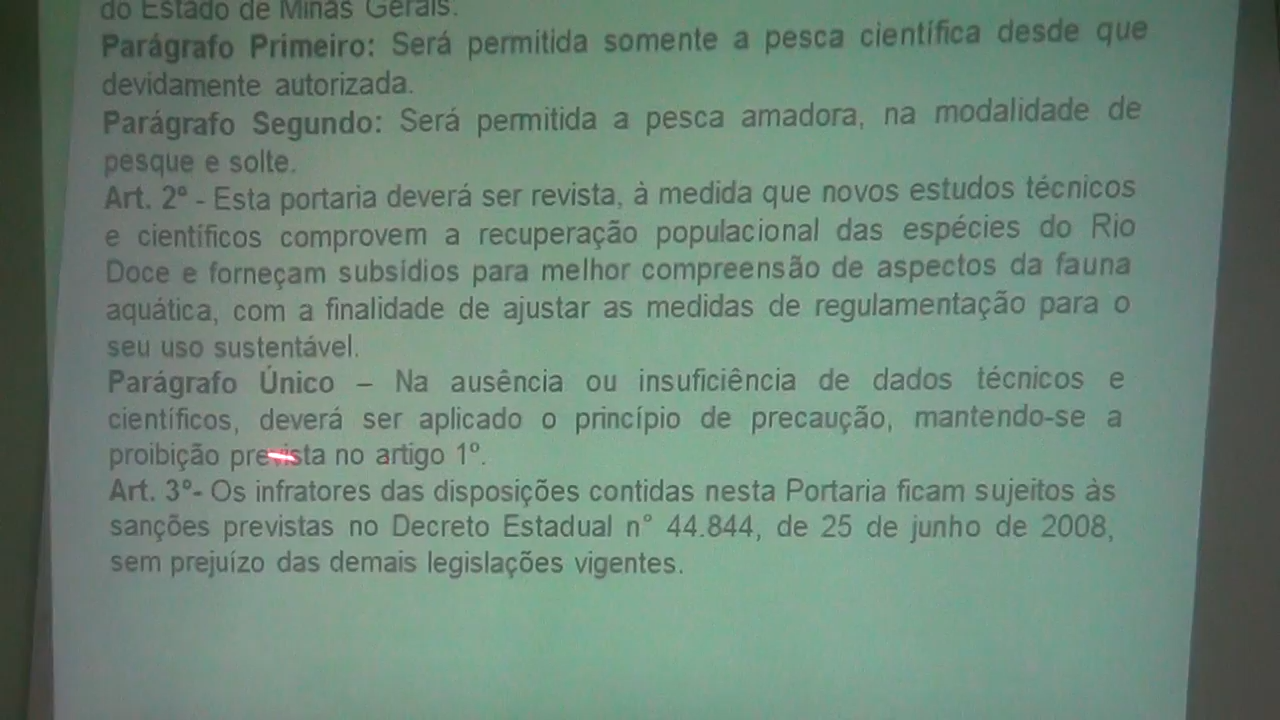 do Estado de Minas Gerais.
Parágrafo Primeiro: Será permitida somente a pesca científica desde que
devidamente autorizada.
Parágrafo Segundo: Será permitida a pesca amadora, na modalidade de
pesque e solte.
Art. 2º - Esta portaria deverá ser revista, à medida que novos estudos técnicos
e científicos comprovem a recuperação populacional das espécies do Rio
Doce e forneçam subsídios para melhor compreensão de aspectos da fauna
aquática, com a finalidade de ajustar as medidas de regulamentação para o
seu uso sustentável.
Parágrafo Único – Na ausência ou insuficiência de dados técnicos e
científicos, deverá ser aplicado o princípio de precaução, mantendo-se a
proibição prevista no artigo 1º.
Art. 3º- Os infratores das disposições contidas nesta Portaria ficam sujeitos às
sanções previstas no Decreto Estadual n° 44.844, de 25 de junho de 2008,
sem prejuízo das demais legislações vigentes.